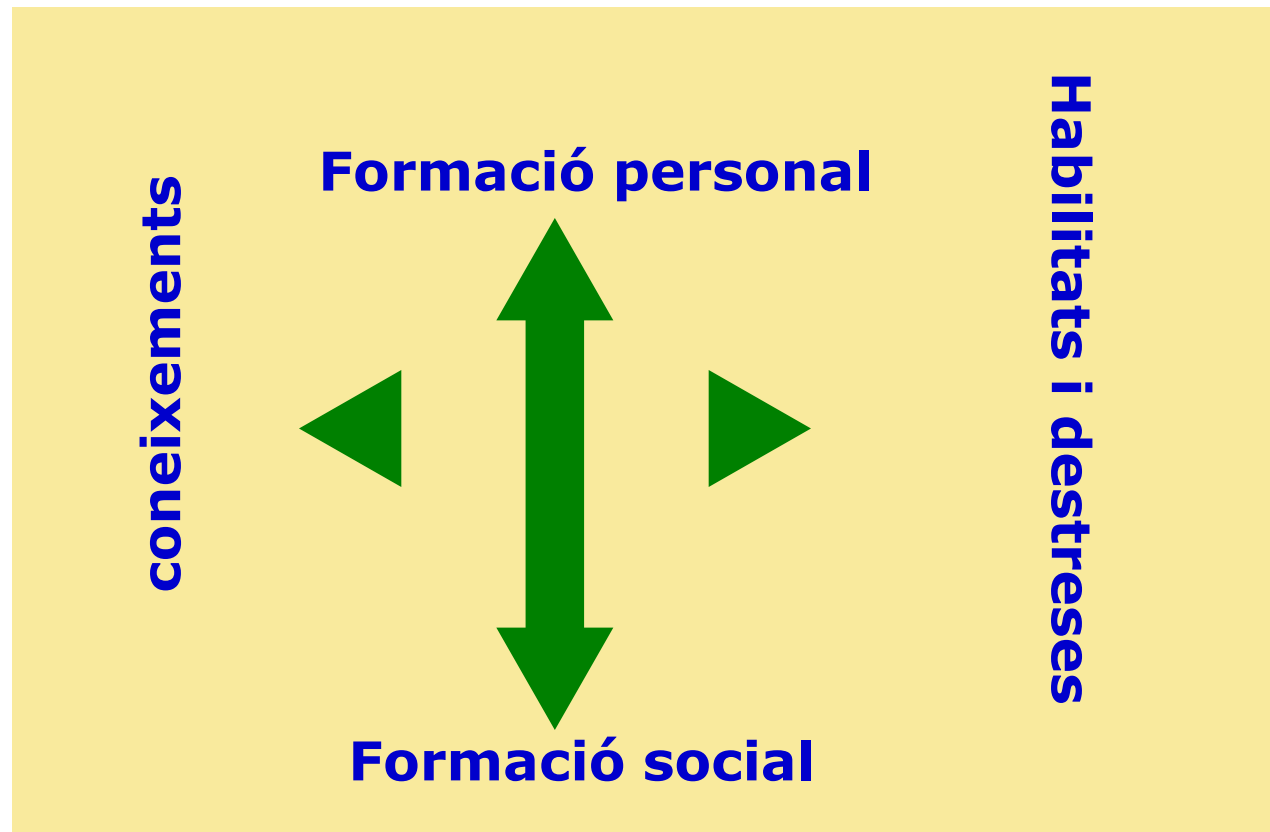 Formació personal
coneixements
Habilitats i destreses
Formació social